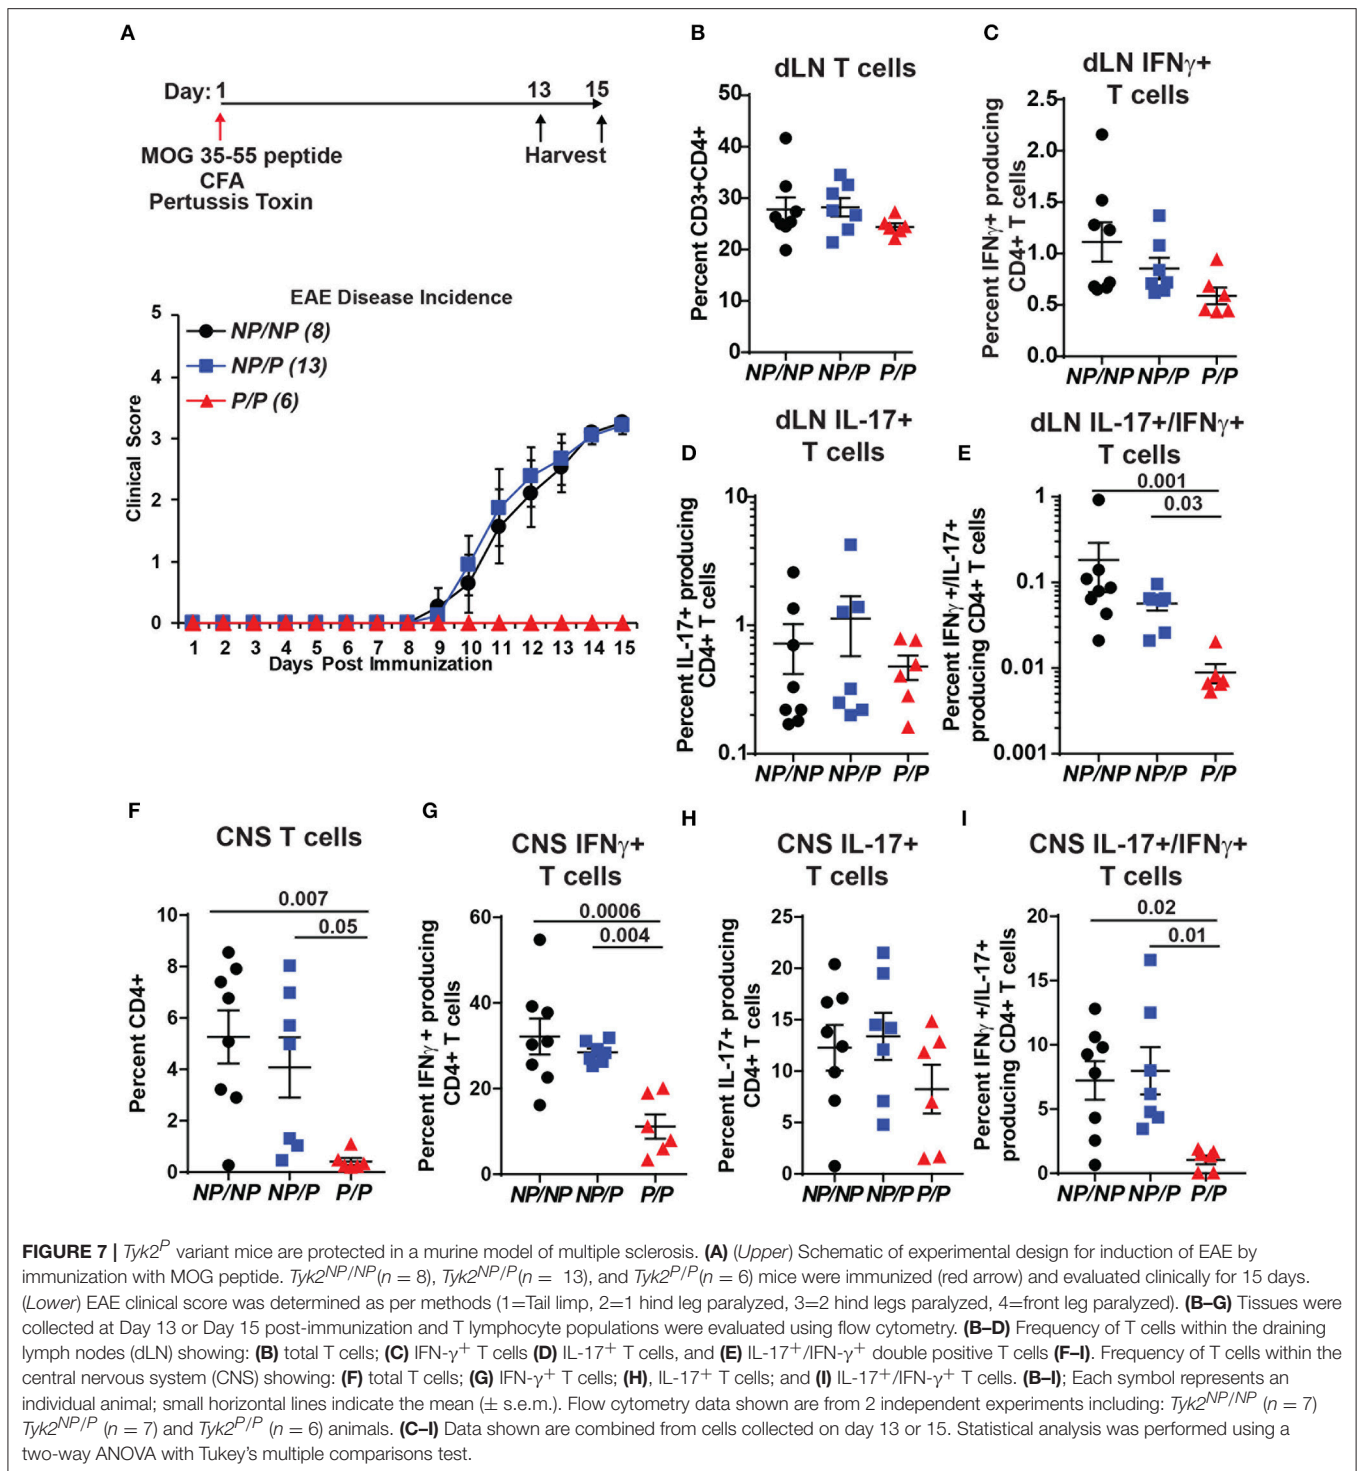 A
Day: 1 13 15
MOG 35-55 peptide
CFA
Pertussis Toxin
Harvest
EAE Disease Incidence
5
4
3
2
1
0
Clinical Score
NP/NP (8)
NP/P (13)
P/P (6)
1 2 3 4 5 6 7 8 9 10 11 12 13 14 15
Days Post Immunization
B
dLN T cells
Percent CD3+CD4+
50
40
30
20
10
0
NP/NP NP/P P/P
C
dLN IFNγ+
T cells
Percent IFNγ+ producing
CD4+ T cells
2.5
2.0
1.5
1.0
0.5
0.0
NP/NP NP/P P/P
D
dLN IL-17+
T cells
Percent IL-17+ producing
CD4+ T cells
10
1
0.1
NP/NP NP/P P/P
E
dLN IL-17+/IFNγ+
T cells
Percent IFNγ+/IL-17+
producing CD4+ T cells
0.001
0.03
1
0.1
0.01
0.001
NP/NP NP/P P/P
F
CNS T cells
Percent CD4+
0.007
0.05
10
8
6
4
2
0
NP/NP NP/P P/P
G
CNS IFNγ+
T cells
Percent IFNγ+ producing
CD4+ T cells
0.0006
0.004
60
40
20
0
NP/NP NP/P P/P
H
CNS IL-17+
T cells
Percent IL-17+ producing
CD4+ T cells
25
20
15
10
5
0
NP/NP NP/P P/P
I
CNS IL-17+/IFNγ+
T cells
Percent IFNγ+/IL-17+
producing CD4+ T cells
0.02
0.01
20
15
10
5
0
NP/NP NP/P P/P
FIGURE 7 | Tyk2^P variant mice are protected in a murine model of multiple sclerosis. (A) (Upper) Schematic of experimental design for induction of EAE by
immunization with MOG peptide. Tyk2^NP/NP(n = 8), Tyk2^NP/P(n = 13), and Tyk2^P/P(n = 6) mice were immunized (red arrow) and evaluated clinically for 15 days.
(Lower) EAE clinical score was determined as per methods (1=Tail limp, 2=1 hind leg paralyzed, 3=2 hind legs paralyzed, 4=front leg paralyzed). (B–G) Tissues were
collected at Day 13 or Day 15 post-immunization and T lymphocyte populations were evaluated using flow cytometry. (B–D) Frequency of T cells within the draining
lymph nodes (dLN) showing: (B) total T cells; (C) IFN-γ+ T cells (D) IL-17+ T cells, and (E) IL-17+/IFN-γ+ double positive T cells (F–I). Frequency of T cells within the
central nervous system (CNS) showing: (F) total T cells; (G) IFN-γ+ T cells; (H), IL-17+ T cells; and (I) IL-17+/IFN-γ+ T cells. (B–I); Each symbol represents an
individual animal; small horizontal lines indicate the mean (± s.e.m.). Flow cytometry data shown are from 2 independent experiments including: Tyk2^NP/NP (n = 7)
Tyk2^NP/P (n = 7) and Tyk2^P/P (n = 6) animals. (C–I) Data shown are combined from cells collected on day 13 or 15. Statistical analysis was performed using a
two-way ANOVA with Tukey's multiple comparisons test.